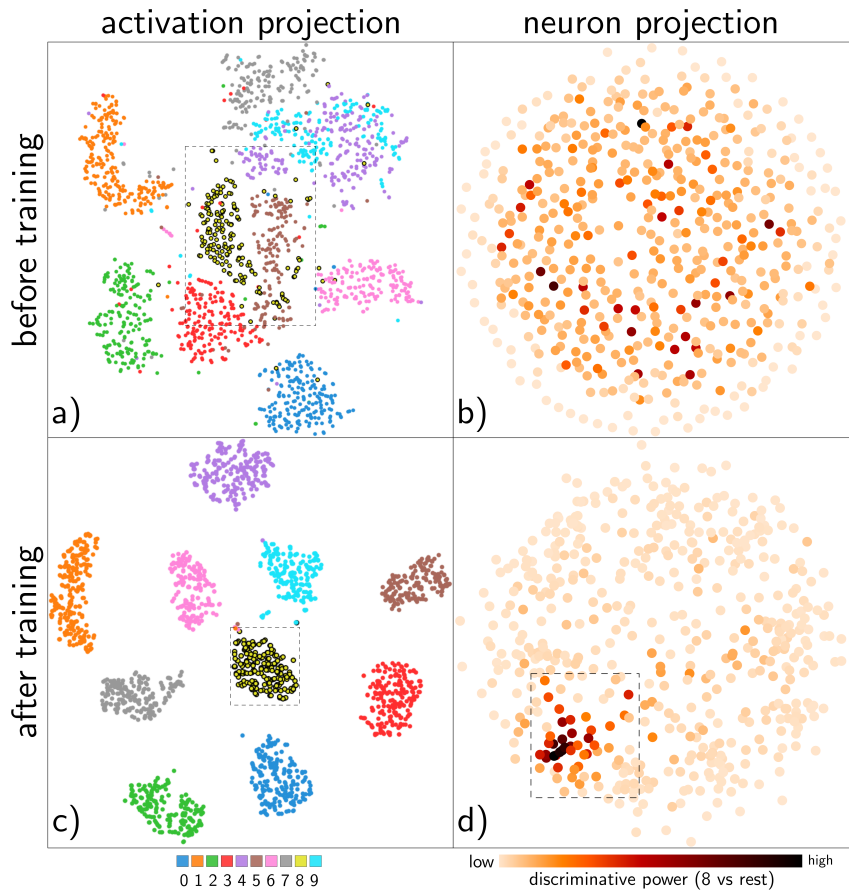 activation projection
neuron projection
before training
a)
b)
after training
c)
d)
0 1 2 3 4 5 6 7 8 9
low
high
discriminative power (8 vs rest)